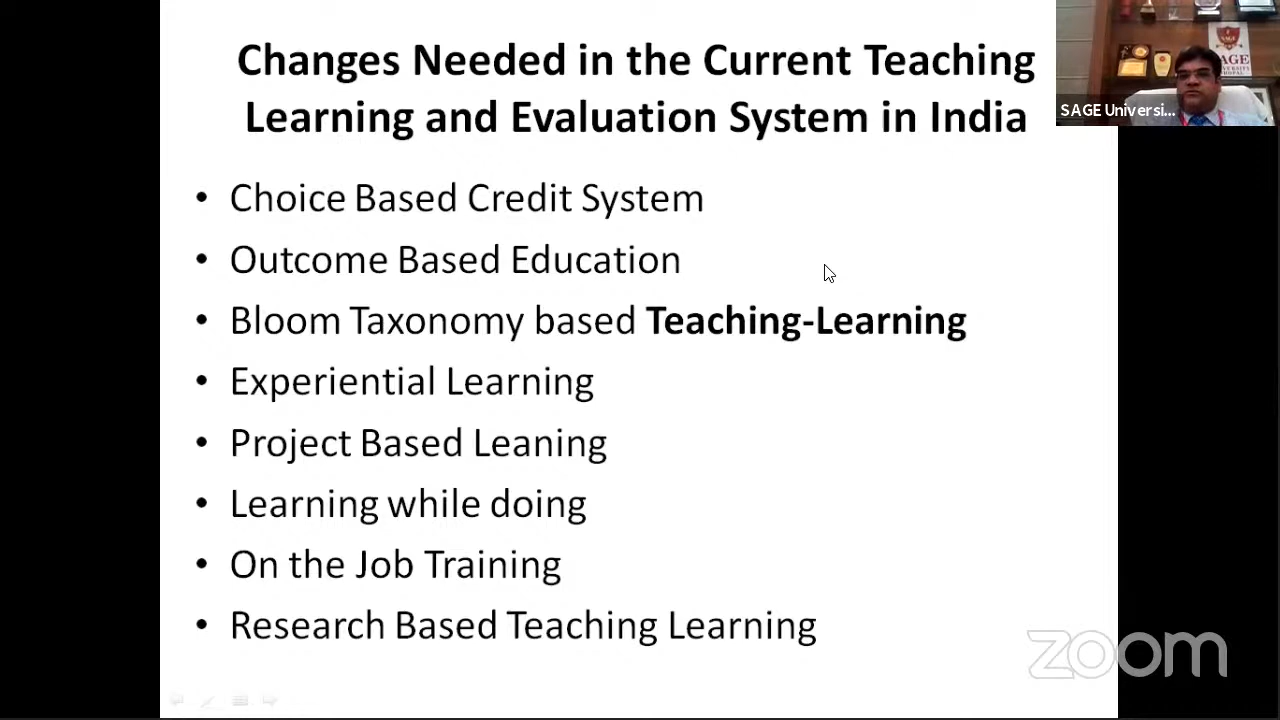 Changes Needed in the Current Teaching
Learning and Evaluation System in India
• Choice Based Credit System
• Outcome Based Education
• Bloom Taxonomy based Teaching-Learning
• Experiential Learning
• Project Based Leaning
• Learning while doing
• On the Job Training
• Research Based Teaching Learning
SAGE
SAGE Universi...
zoom